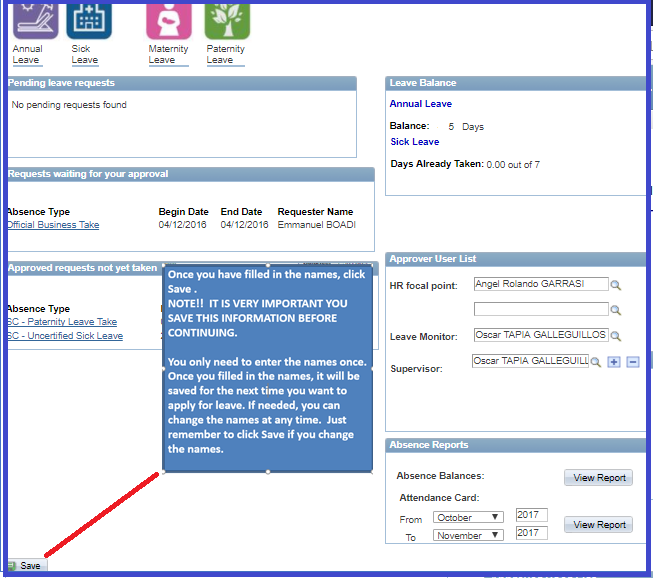 Annual Leave
Sick Leave
Maternity Leave
Paternity Leave
Pending leave requests
No pending requests found
Requests waiting for your approval
Absence Type Begin Date End Date Requester Name
Official Business Take 04/12/2016 04/12/2016 Emmanuel BOADI
Approved requests not yet taken
Absence Type
SC - Paternity Leave Take
SC - Uncertified Sick Leave
Once you have filled in the names, click
Save .
NOTE!! IT IS VERY IMPORTANT YOU
SAVE THIS INFORMATION BEFORE
CONTINUING.
You only need to enter the names once.
Once you filled in the names, it will be
saved for the next time you want to
apply for leave. If needed, you can
change the names at any time. Just
remember to click Save if you change
the names.
Save
Leave Balance
Annual Leave
Balance: 5 Days
Sick Leave
Days Already Taken: 0.00 out of 7
Approver User List
HR focal point: Angel Rolando GARRASI
Leave Monitor: Oscar TAPIA GALLEGUILLOS
Supervisor: Oscar TAPIA GALLEGUILL
Absence Reports
Absence Balances: View Report
Attendance Card:
From October 2017
To November 2017 View Report